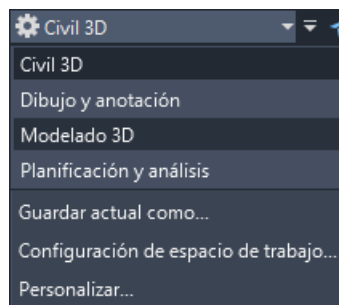 Civil 3D
Civil 3D
Dibujo y anotación
Modelado 3D
Planificación y análisis
Guardar actual como...
Configuración de espacio de trabajo...
Personalizar...